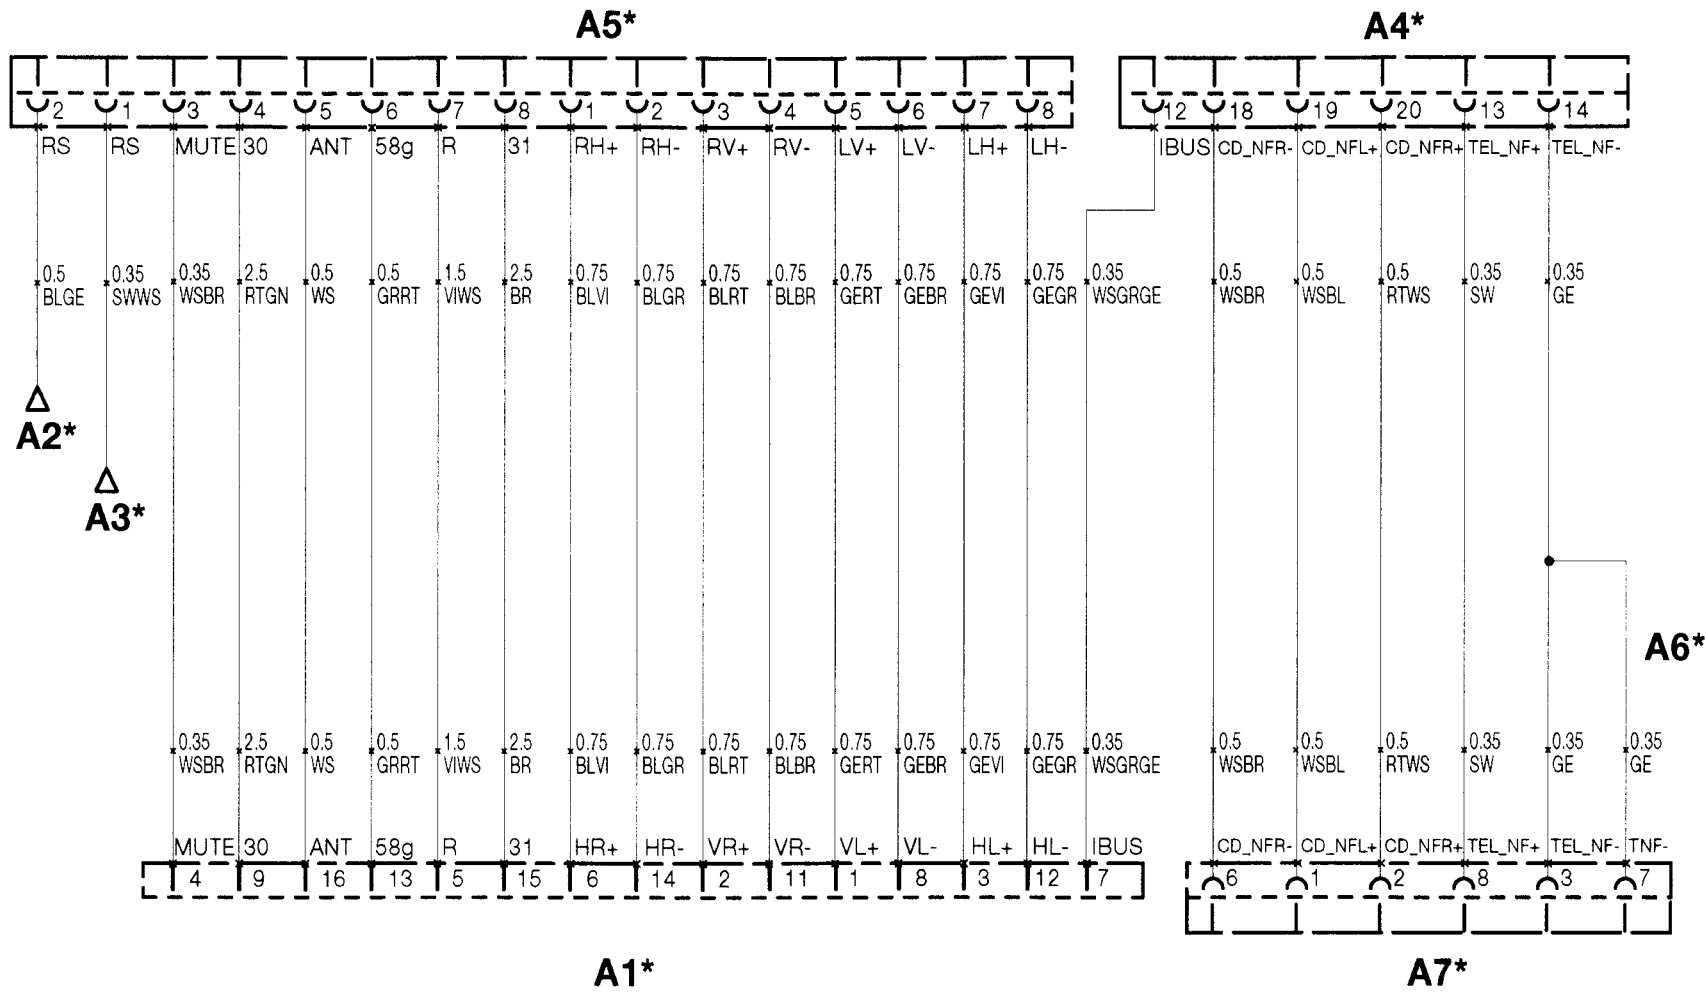 A5* A4*
2 1 3 4 5 6 7 8 1 2 3 4 5 6 7 8 12 18 19 20 13 14
RS RS MUTE 30 ANT 58g R 31 RH+ RH- RV+ RV- LV+ LV- LH+ LH- IBUS CD_NFR- CD_NFL+ CD_NFR+ TEL_NF+ TEL_NF-
0.5 0.35 0.35 2.5 0.5 0.5 1.5 2.5 0.75 0.75 0.75 0.75 0.75 0.75 0.75 0.75 0.35 0.5 0.5 0.5 0.35 0.35
BLGE SWWS WSBR RTGN WS GRRT VIWS BR BLVI BLGR BLRT BLBR GERT GEBR GEVI GEGR WSGRGE WSBR WSBL RTWS SW GE
A2*
A3*
A6*
0.35 2.5 0.5 0.5 1.5 2.5 0.75 0.75 0.75 0.75 0.75 0.75 0.75 0.75 0.35 0.5 0.5 0.5 0.35 0.35 0.35
WSBR RTGN WS GRRT VIWS BR BLVI BLGR BLRT BLBR GERT GEBR GEVI GEGR WSGRGE WSBR WSBL RTWS SW GE GE
MUTE 30 ANT 58g R 31 HR+ HR- VR+ VR- VL+ VL- HL+ HL- IBUS CD_NFR- CD_NFL+ CD_NFR+ TEL_NF+ TEL_NF- TNF-
4 9 16 13 5 15 6 14 2 11 1 8 3 12 7 6 1 2 8 3 7
A1* A7*